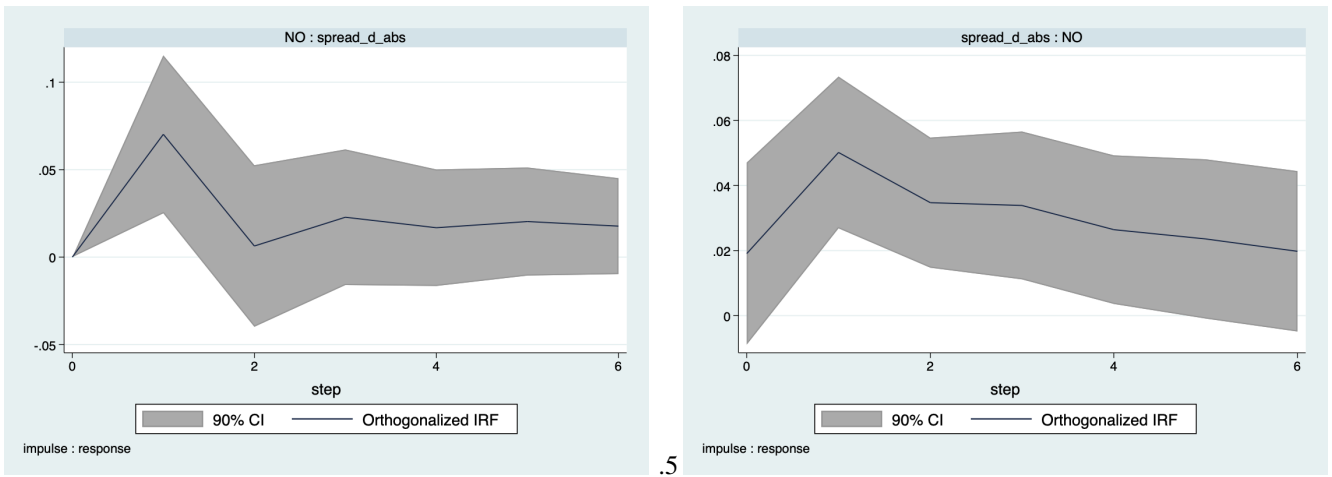 NO : spread_d_abs
.1
.05
0
-.05
0 2 4 6
step
90% CI Orthogonalized IRF
impulse : response
.5
spread_d_abs : NO
.08
.06
.04
.02
0
0 2 4 6
step
90% CI Orthogonalized IRF
impulse : response